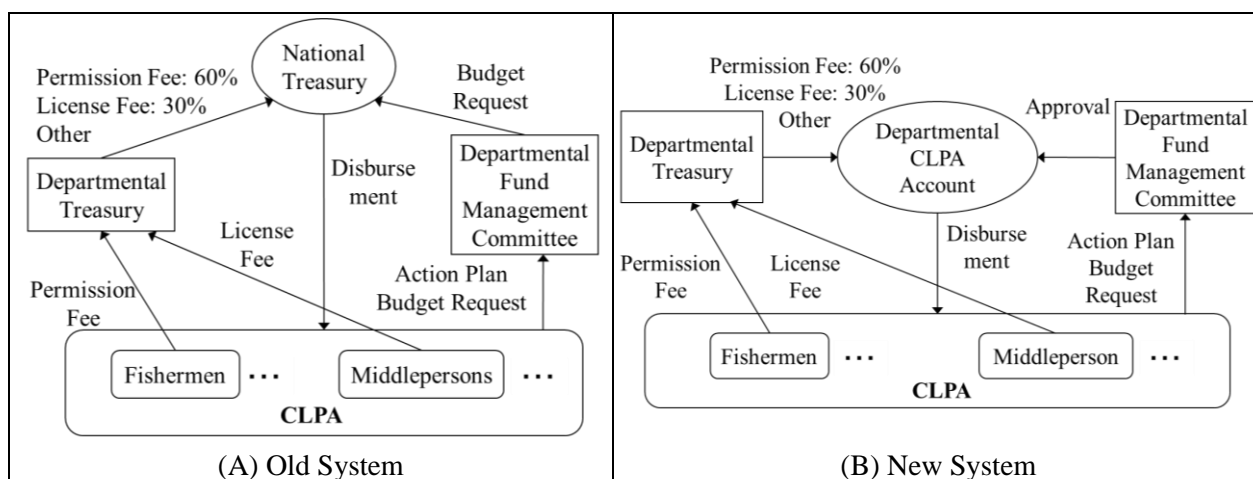 National
Treasury
Permission Fee: 60%
License Fee: 30%
Other
Budget
Request
Departmental
Treasury
Disburse
ment
Departmental
Fund
Management
Committee
License
Fee
Permission
Fee
Action Plan
Budget Request
Fishermen ...
Middlepersons ...
CLPA
(A) Old System
Permission Fee: 60%
License Fee: 30%
Other
Approval
Departmental
Treasury
Departmental
CLPA
Account
Departmental
Fund
Management
Committee
Permission
Fee
License
Fee
Disburse
ment
Action Plan
Budget
Request
Fishermen ...
Middleperson ...
CLPA
(B) New System